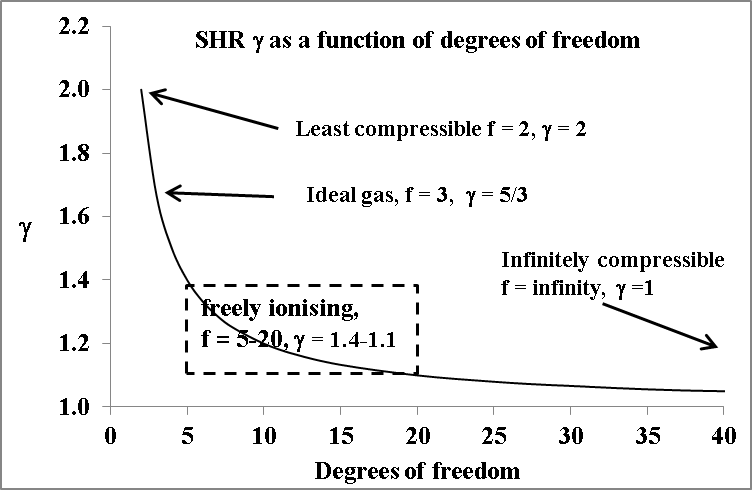 SHR γ as a function of degrees of freedom
2.2
2.0
1.8
1.6
1.4
1.2
1.0
γ
Least compressible f = 2, γ = 2
Ideal gas, f = 3, γ = 5/3
Infinitely compressible
f = infinity, γ =1
freely ionising,
f = 5-20, γ = 1.4-1.1
0 5 10 15 20 25 30 35 40
Degrees of freedom